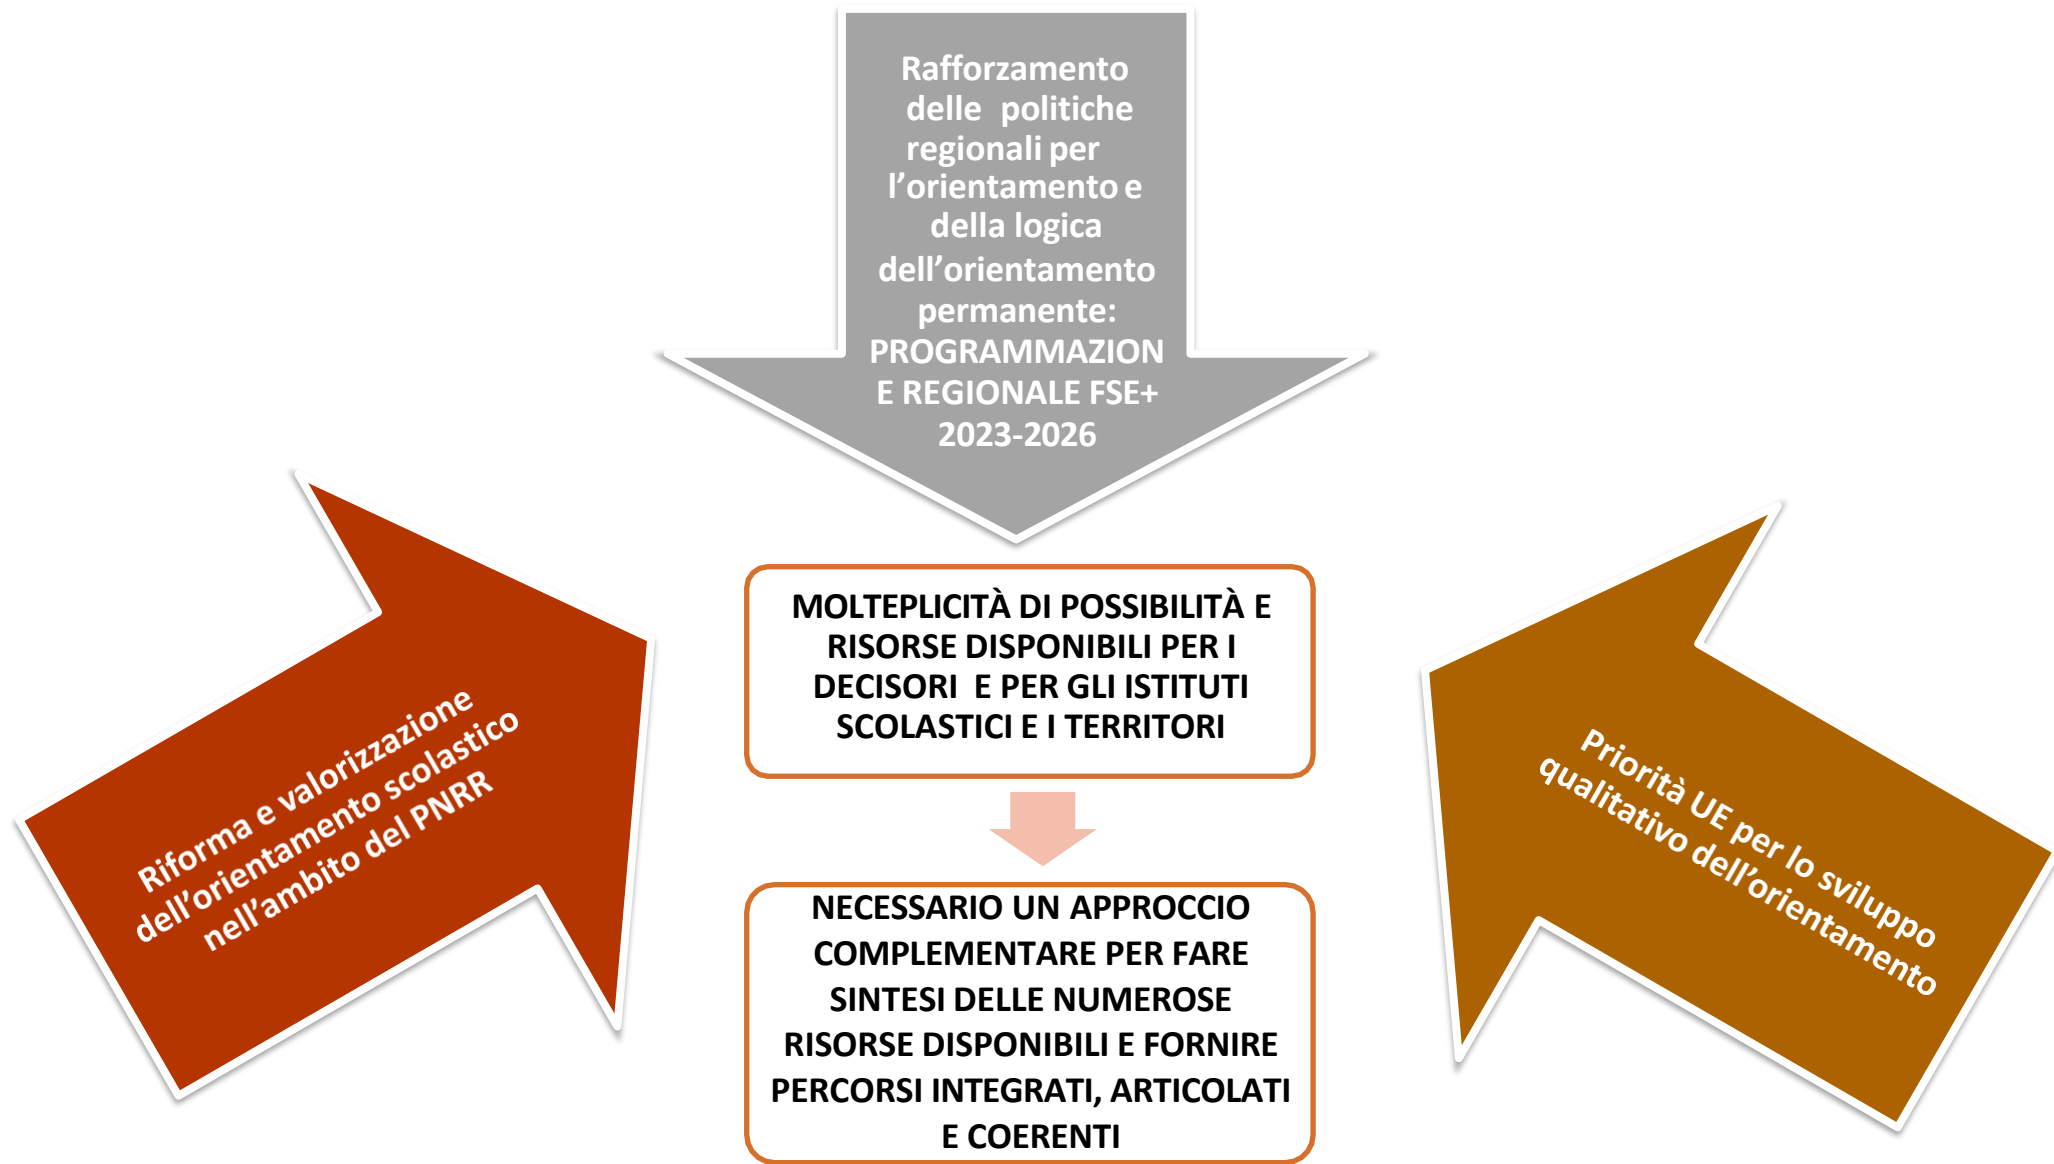 Rafforzamento
delle politiche
regionali per
l’orientamento e
della logica
dell’orientamento
permanente:
PROGRAMMAZION
E REGIONALE FSE+
2023-2026
Riforma e valorizzazione
dell’orientamento scolastico
nell’ambito del PNRR
MOLTEPLICITÀ DI POSSIBILITÀ E
RISORSE DISPONIBILI PER I
DECISORI E PER GLI ISTITUTI
SCOLASTICI E I TERRITORI
Priorità UE per lo sviluppo
qualitativo dell’orientamento
NECESSARIO UN APPROCCIO
COMPLEMENTARE PER FARE
SINTESI DELLE NUMEROSE
RISORSE DISPONIBILI E FORNIRE
PERCORSI INTEGRATI, ARTICOLATI
E COERENTI